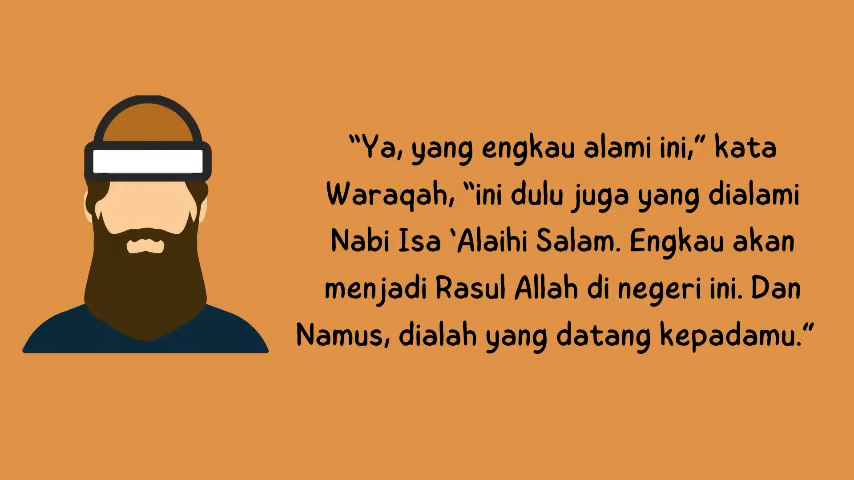 “Ya, yang engkau alami ini,” kata
Waraqah, “ini dulu juga yang dialami
Nabi Isa ‘Alaihi Salam. Engkau akan
menjadi Rasul Allah di negeri ini. Dan
Namus, dialah yang datang kepadamu.”